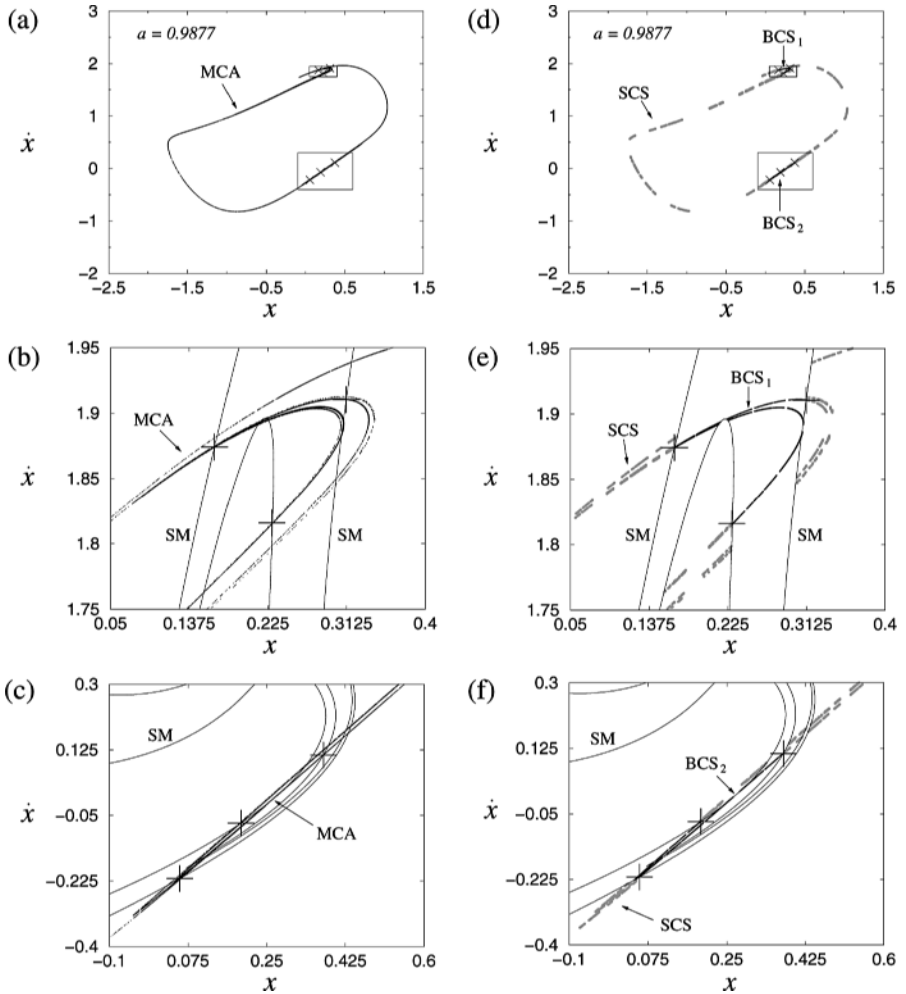 (a)
a = 0.9877
MCA
3
2
1
0
−1
−2
ẋ
−2.5
−1.5
−0.5
0.5
1.5
x
(d)
a = 0.9877
BCS1
SCS
BCS2
3
2
1
0
−1
−2
ẋ
−2.5
−1.5
−0.5
0.5
1.5
x
(b)
1.95
1.9
1.85
1.8
1.75
ẋ
MCA
SM
SM
0.05
0.1375
0.225
0.3125
0.4
x
(e)
1.95
1.9
1.85
1.8
1.75
ẋ
BCS1
SCS
SM
SM
0.05
0.1375
0.225
0.3125
0.4
x
(c)
0.3
0.125
−0.05
−0.225
−0.4
ẋ
SM
MCA
−0.1
0.075
0.25
0.425
0.6
x
(f)
0.3
0.125
−0.05
−0.225
−0.4
ẋ
SM
BCS2
SCS
−0.1
0.075
0.25
0.425
0.6
x